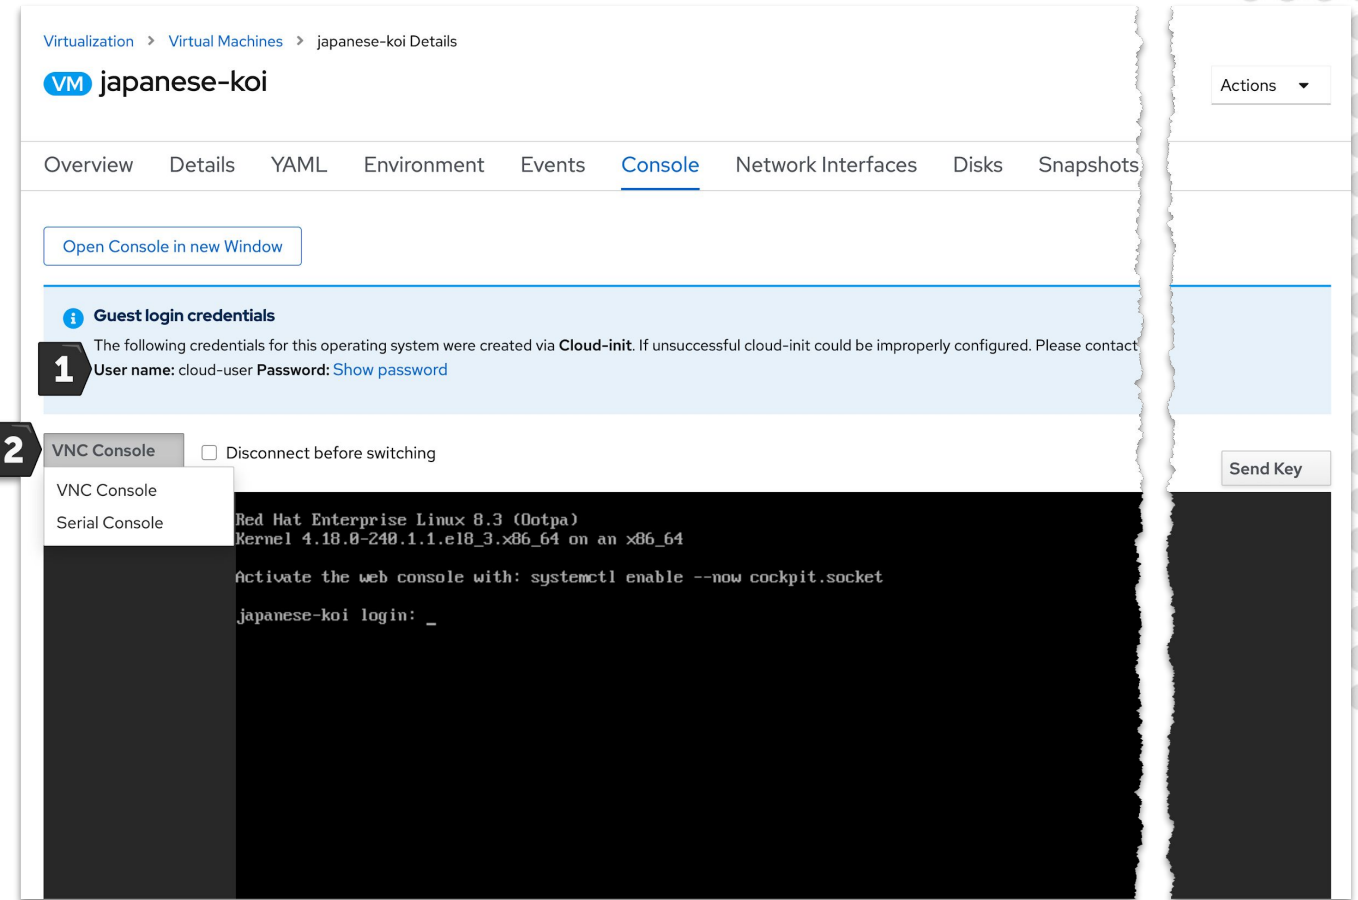 Virtualization > Virtual Machines > japanese-koi Details
VM japanese-koi
Actions
Overview Details YAML Environment Events Console Network Interfaces Disks Snapshots
Open Console in new Window
Guest login credentials
The following credentials for this operating system were created via Cloud-init. If unsuccessful cloud-init could be improperly configured. Please contact
1
User name: cloud-user Password: Show password
2
VNC Console
Disconnect before switching
Send Key
VNC Console
Serial Console
Red Hat Enterprise Linux 8.3 (Ootpa)
Kernel 4.18.0-240.1.1.el8_3.x86_64 on an x86_64
Activate the web console with: systemctl enable --now cockpit.socket
japanese-koi login: _